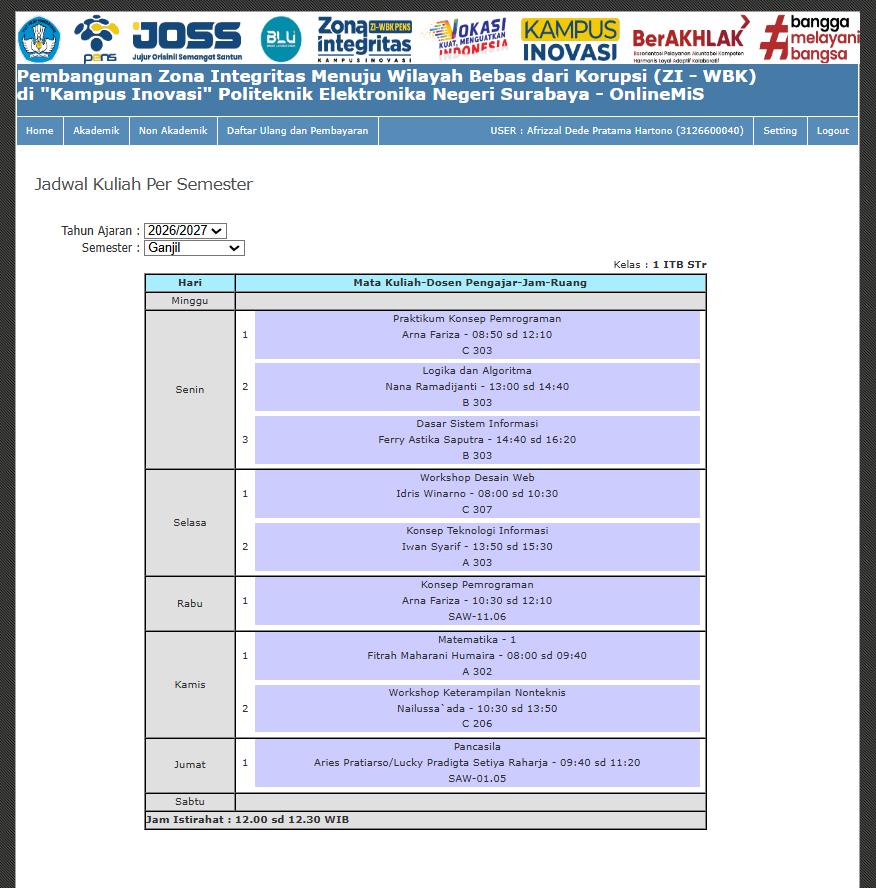 pens
JOSS
Jujur Orisinil Semangat Santun
BLU
Zona ZI-WBK PENS
integritas
KAMPUS INOVASI
VOKASI
KUAT, MENGUATKAN
INDONESIA
KAMPUS
INOVASI
BerAKHLAK
Berorientasi Pelayanan Akuntabel Kompeten
Harmonis Loyal Adaptif Kolaboratif
#bangga
melayani
bangsa
Pembangunan Zona Integritas Menuju Wilayah Bebas dari Korupsi (ZI - WBK)
di "Kampus Inovasi" Politeknik Elektronika Negeri Surabaya - OnlineMiS
Home Akademik Non Akademik Daftar Ulang dan Pembayaran USER : Afrizzal Dede Pratama Hartono (3126600040) Setting Logout
Jadwal Kuliah Per Semester
Tahun Ajaran : 2026/2027
Semester : Ganjil
Kelas : 1 ITB STr
Hari Mata Kuliah-Dosen Pengajar-Jam-Ruang
Minggu
Senin
1
Praktikum Konsep Pemrograman
Arna Fariza - 08:50 sd 12:10
C 303
2
Logika dan Algoritma
Nana Ramadijanti - 13:00 sd 14:40
B 303
3
Dasar Sistem Informasi
Ferry Astika Saputra - 14:40 sd 16:20
B 303
Selasa
1
Workshop Desain Web
Idris Winarno - 08:00 sd 10:30
C 307
2
Konsep Teknologi Informasi
Iwan Syarif - 13:50 sd 15:30
A 303
Rabu
1
Konsep Pemrograman
Arna Fariza - 10:30 sd 12:10
SAW-11.06
Kamis
1
Matematika - 1
Fitrah Maharani Humaira - 08:00 sd 09:40
A 302
2
Workshop Keterampilan Nonteknis
Nailussa`ada - 10:30 sd 13:50
C 206
Jumat
1
Pancasila
Aries Pratiarso/Lucky Pradigta Setiya Raharja - 09:40 sd 11:20
SAW-01.05
Sabtu
Jam Istirahat : 12.00 sd 12.30 WIB